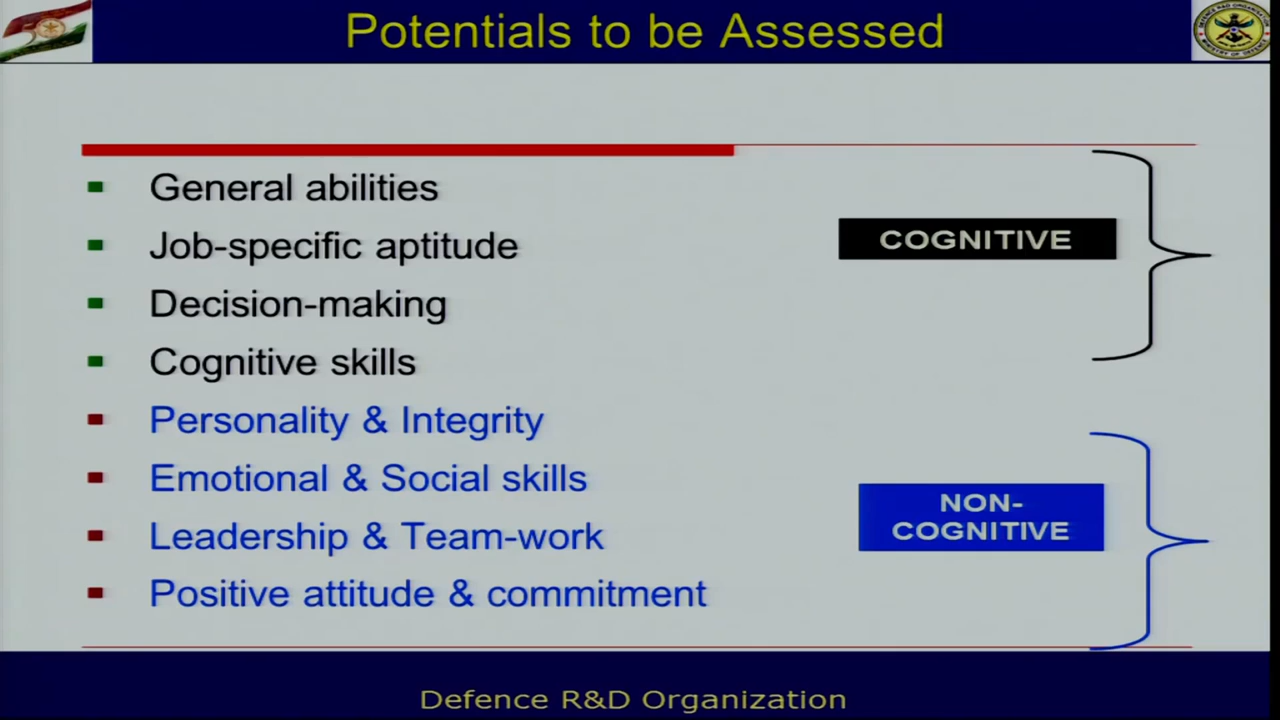 Potentials to be Assessed
General abilities
Job-specific aptitude
Decision-making
Cognitive skills
COGNITIVE
Personality & Integrity
Emotional & Social skills
Leadership & Team-work
Positive attitude & commitment
NON-
COGNITIVE
Defence R&D Organization